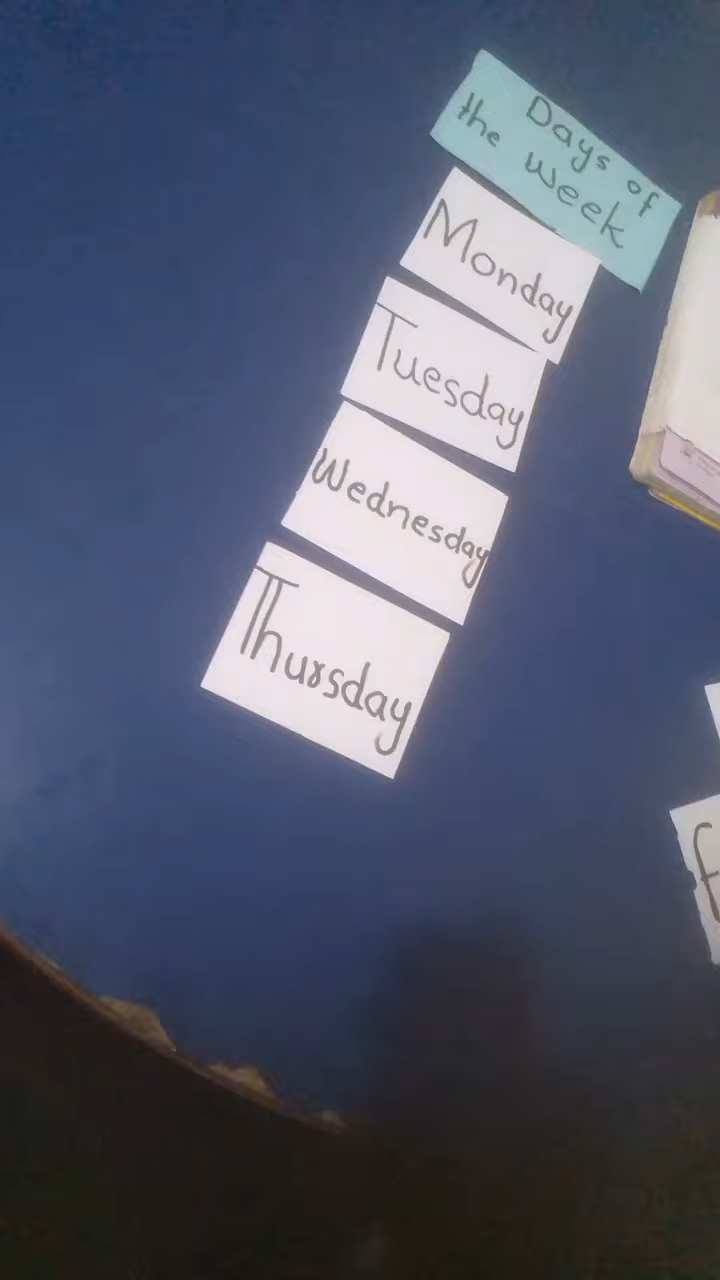 Days of
the week
Monday
Tuesday
Wednesday
Thursday
f